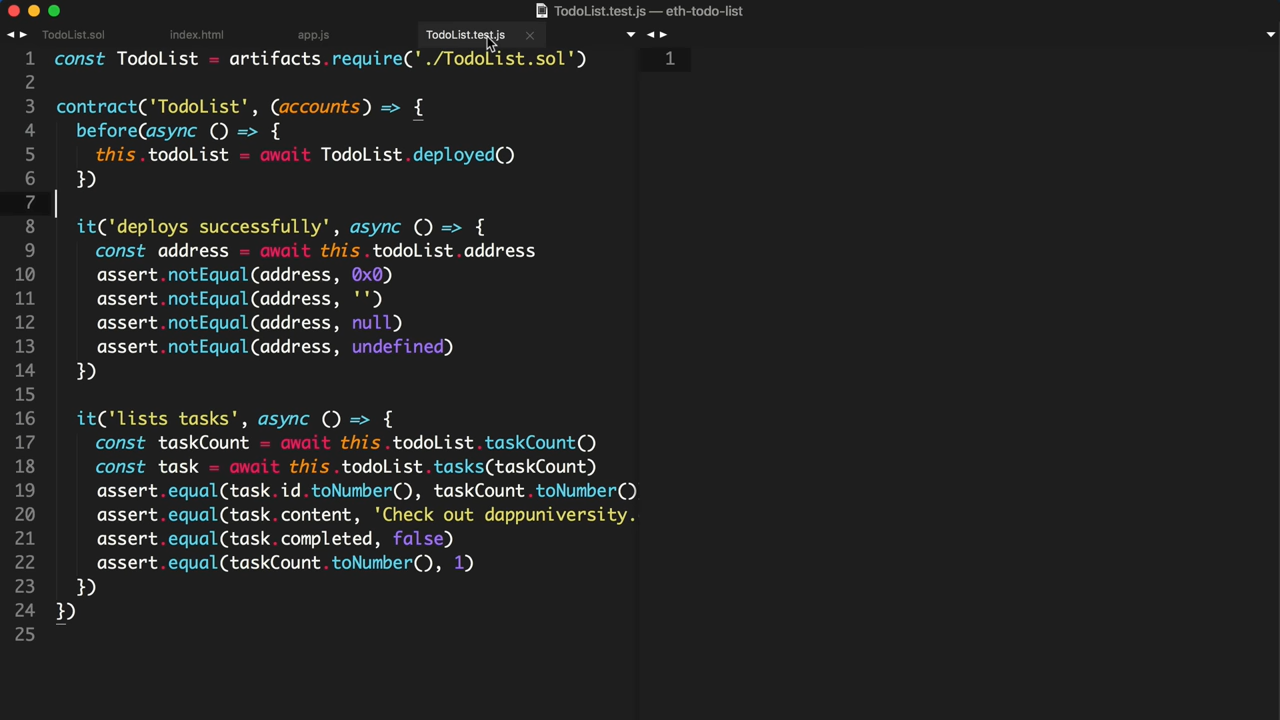 TodoList.test.js — eth-todo-list
TodoList.sol index.html app.js TodoList.test.js
1 const TodoList = artifacts.require('./TodoList.sol') 1
2
3 contract('TodoList', (accounts) => {
4 before(async () => {
5 this.todoList = await TodoList.deployed()
6 })
7
8 it('deploys successfully', async () => {
9 const address = await this.todoList.address
10 assert.notEqual(address, 0x0)
11 assert.notEqual(address, '')
12 assert.notEqual(address, null)
13 assert.notEqual(address, undefined)
14 })
15
16 it('lists tasks', async () => {
17 const taskCount = await this.todoList.taskCount()
18 const task = await this.todoList.tasks(taskCount)
19 assert.equal(task.id.toNumber(), taskCount.toNumber()
20 assert.equal(task.content, 'Check out dappuniversity.
21 assert.equal(task.completed, false)
22 assert.equal(taskCount.toNumber(), 1)
23 })
24 })
25